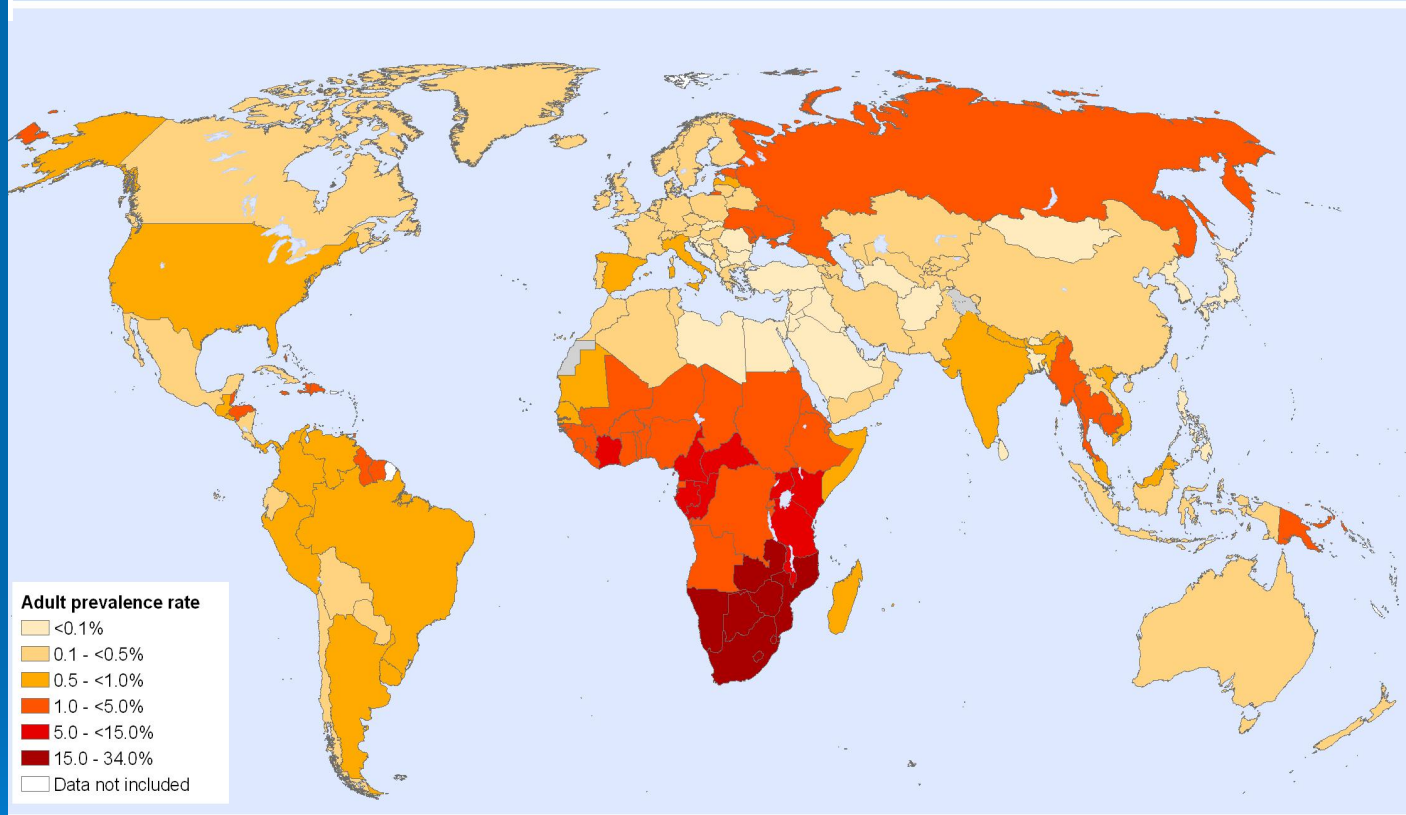 Adult prevalence rate
<0.1%
0.1 - <0.5%
0.5 - <1.0%
1.0 - <5.0%
5.0 - <15.0%
15.0 - 34.0%
Data not included